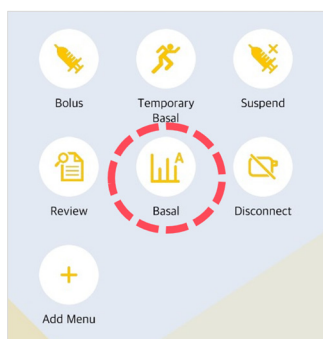 Bolus
Temporary
Basal
Suspend
Review
A
Basal
Disconnect
Add Menu